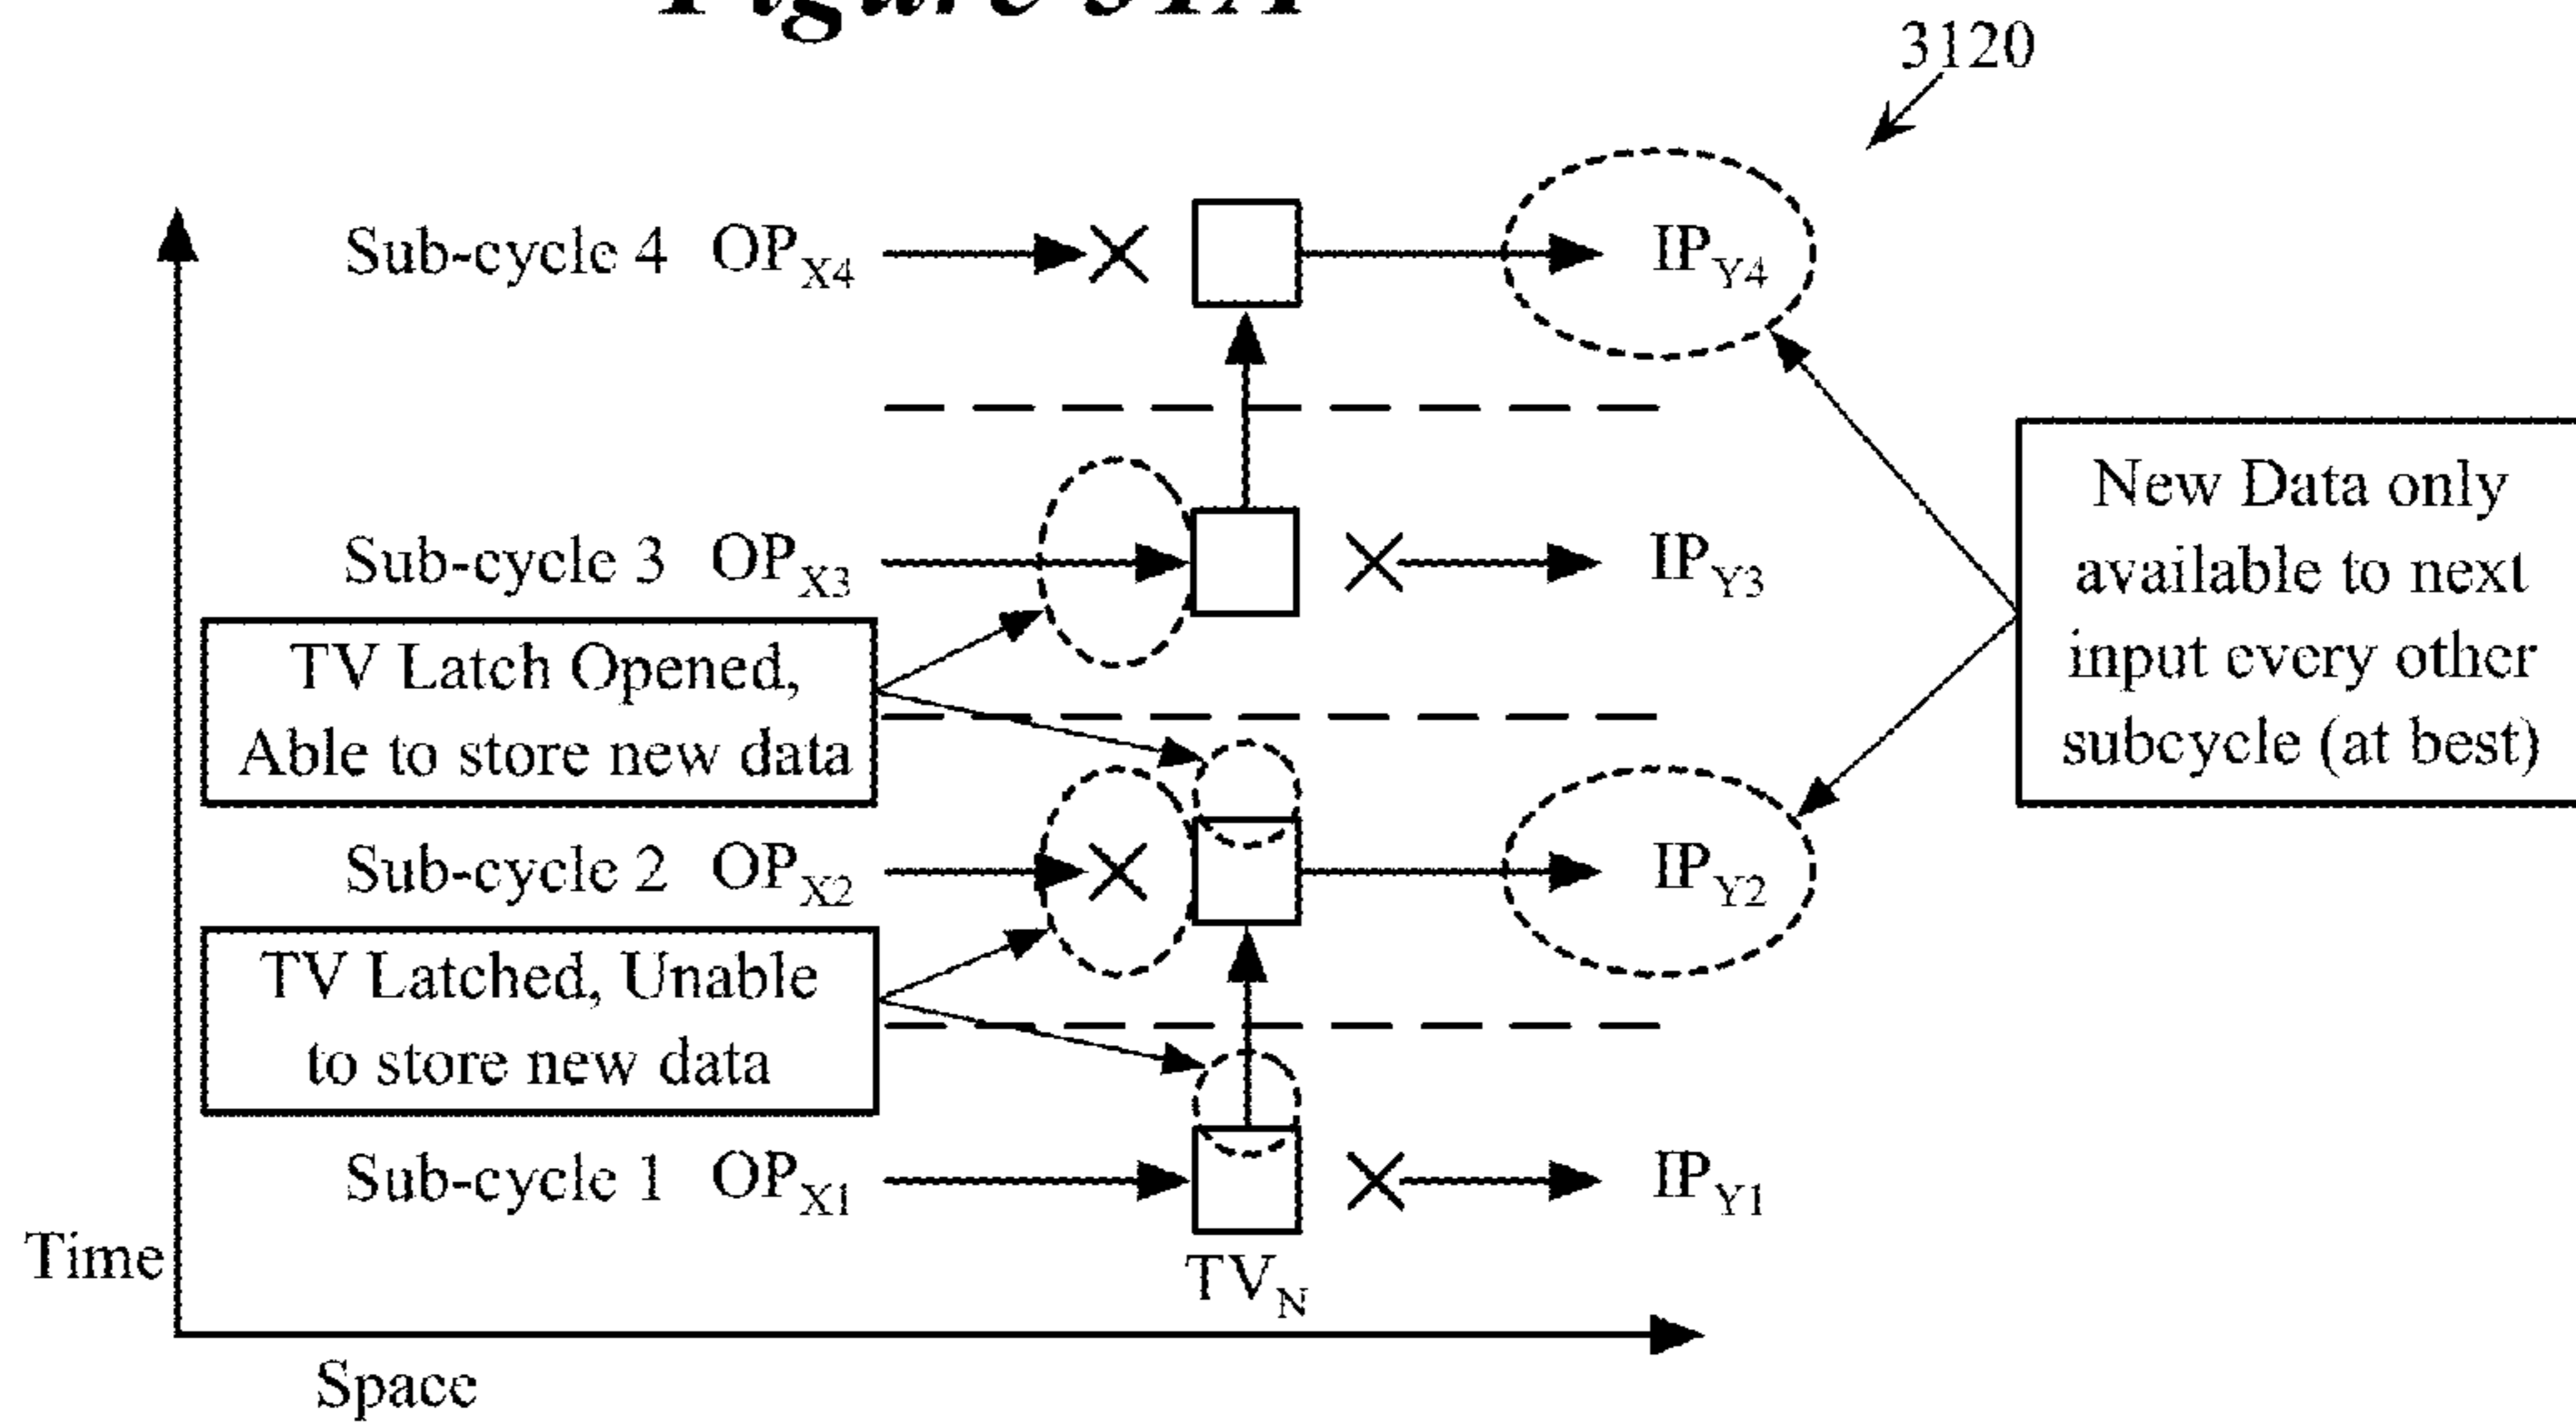 Figure 31A
3120
Sub-cycle 4 OPX4 IPY4
Sub-cycle 3 OPX3 IPY3
TV Latch Opened,
Able to store new data
New Data only
available to next
input every other
subcycle (at best)
Sub-cycle 2 OPX2 IPY2
TV Latched, Unable
to store new data
Sub-cycle 1 OPX1 IPY1
TVN
Time
Space